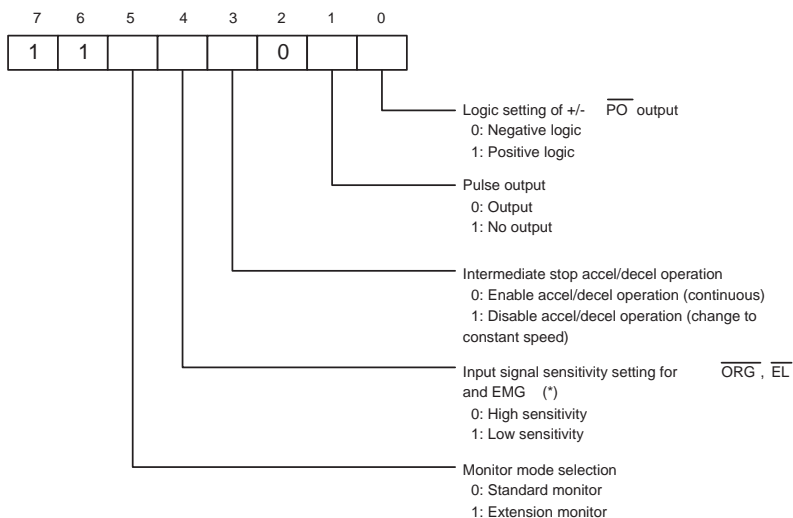 7 6 5 4 3 2 1 0
1 1 0
Logic setting of +/- PO output
0: Negative logic
1: Positive logic
Pulse output
0: Output
1: No output
Intermediate stop accel/decel operation
0: Enable accel/decel operation (continuous)
1: Disable accel/decel operation (change to
constant speed)
Input signal sensitivity setting for ORG , EL
and EMG (*)
0: High sensitivity
1: Low sensitivity
Monitor mode selection
0: Standard monitor
1: Extension monitor